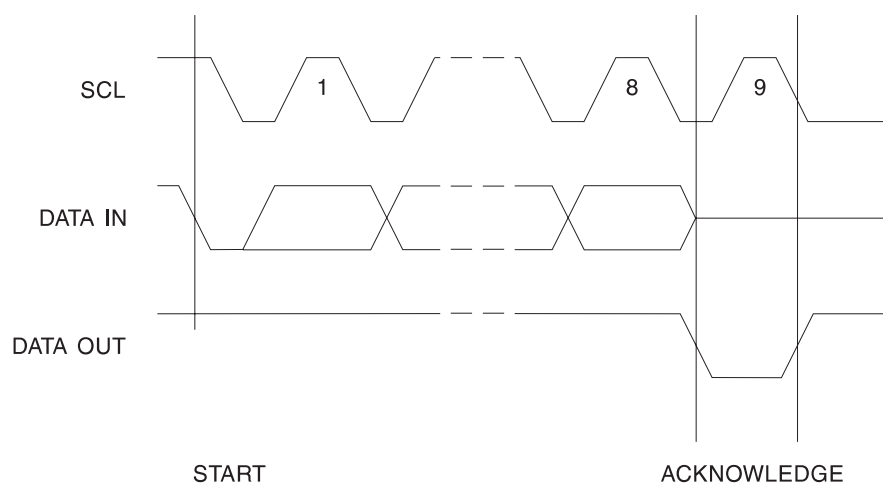 SCL
1
8
9
DATA IN
DATA OUT
START
ACKNOWLEDGE